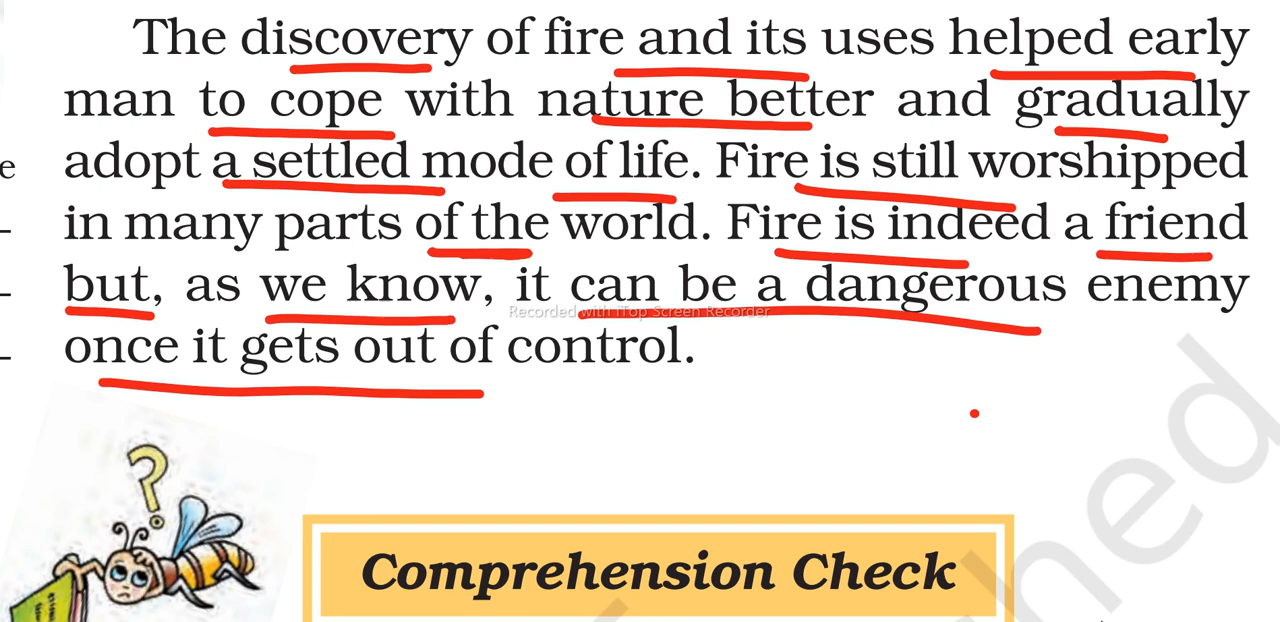 The discovery of fire and its uses helped early
man to cope with nature better and gradually
adopt a settled mode of life. Fire is still worshipped
in many parts of the world. Fire is indeed a friend
but, as we know, it can be a dangerous enemy
Recorded with iTop Screen Recorder
once it gets out of control.
?
Comprehension Check